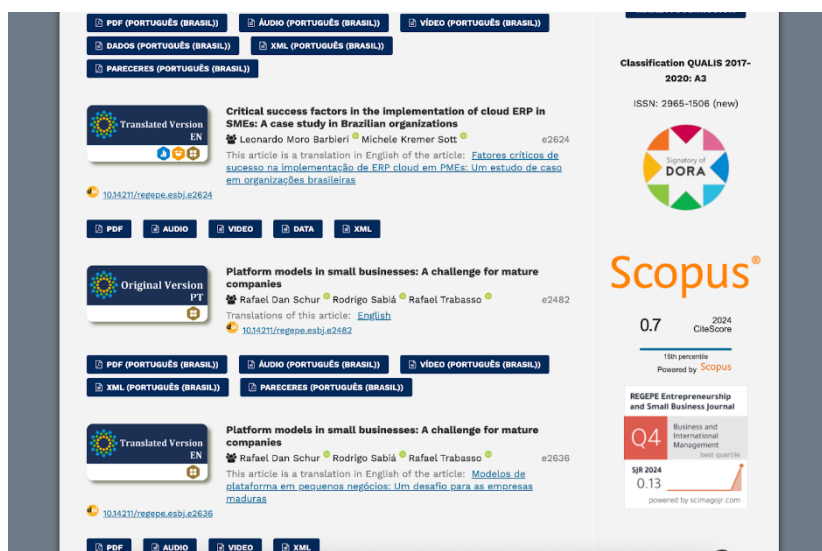 PDF (PORTUGUÊS (BRASIL))
ÁUDIO (PORTUGUÊS (BRASIL))
VÍDEO (PORTUGUÊS (BRASIL))
DADOS (PORTUGUÊS (BRASIL))
XML (PORTUGUÊS (BRASIL))
PARECERES (PORTUGUÊS (BRASIL))
Translated Version
EN
Critical success factors in the implementation of cloud ERP in
SMEs: A case study in Brazilian organizations
Leonardo Moro Barbieri Michele Kremer Sott e2624
This article is a translation in English of the article: Fatores críticos de
sucesso na implementação de ERP cloud em PMEs: Um estudo de caso
em organizações brasileiras
10.14211/regepe.esbj.e2624
PDF
AUDIO
VIDEO
DATA
XML
Original Version
PT
Platform models in small businesses: A challenge for mature
companies
Rafael Dan Schur Rodrigo Sabiá Rafael Trabasso e2482
Translations of this article: English
10.14211/regepe.esbj.e2482
PDF (PORTUGUÊS (BRASIL))
ÁUDIO (PORTUGUÊS (BRASIL))
VÍDEO (PORTUGUÊS (BRASIL))
XML (PORTUGUÊS (BRASIL))
PARECERES (PORTUGUÊS (BRASIL))
Translated Version
EN
Platform models in small businesses: A challenge for mature
companies
Rafael Dan Schur Rodrigo Sabiá Rafael Trabasso e2636
This article is a translation in English of the article: Modelos de
plataforma em pequenos negócios: Um desafio para as empresas
maduras
10.14211/regepe.esbj.e2636
PDF
AUDIO
VIDEO
XML
Classification QUALIS 2017-
2020: A3
ISSN: 2965-1506 (new)
Signatory of
DORA
Scopus®
0.7
2024
CiteScore
15th percentile
Powered by Scopus
REGEPE Entrepreneurship
and Small Business Journal
Q4
Business and
International
Management
best quartile
SJR 2024
0.13
powered by scimagojr.com